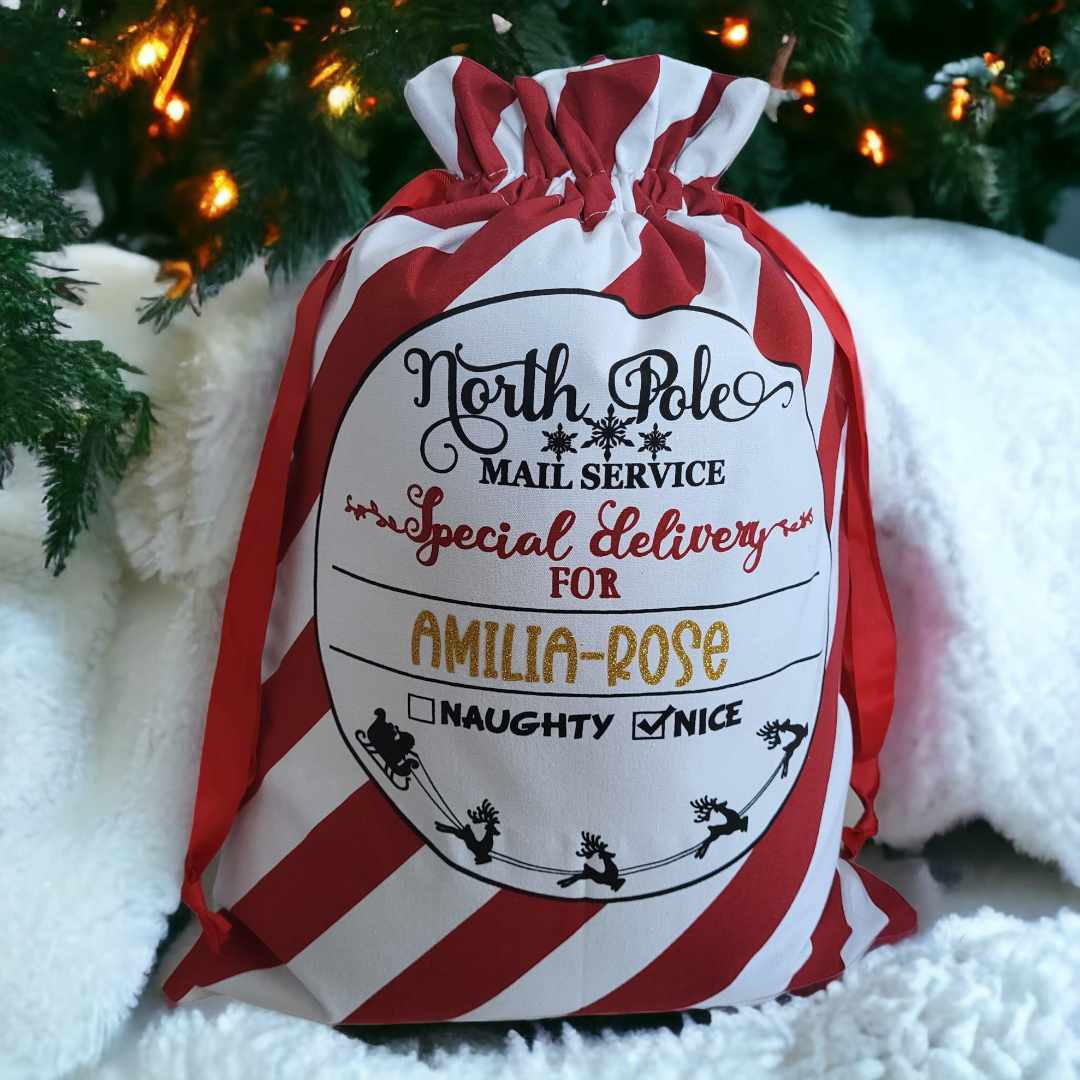 North Pole
MAIL SERVICE
Special delivery
FOR
AMILIA-ROSE
NAUGHTY NICE